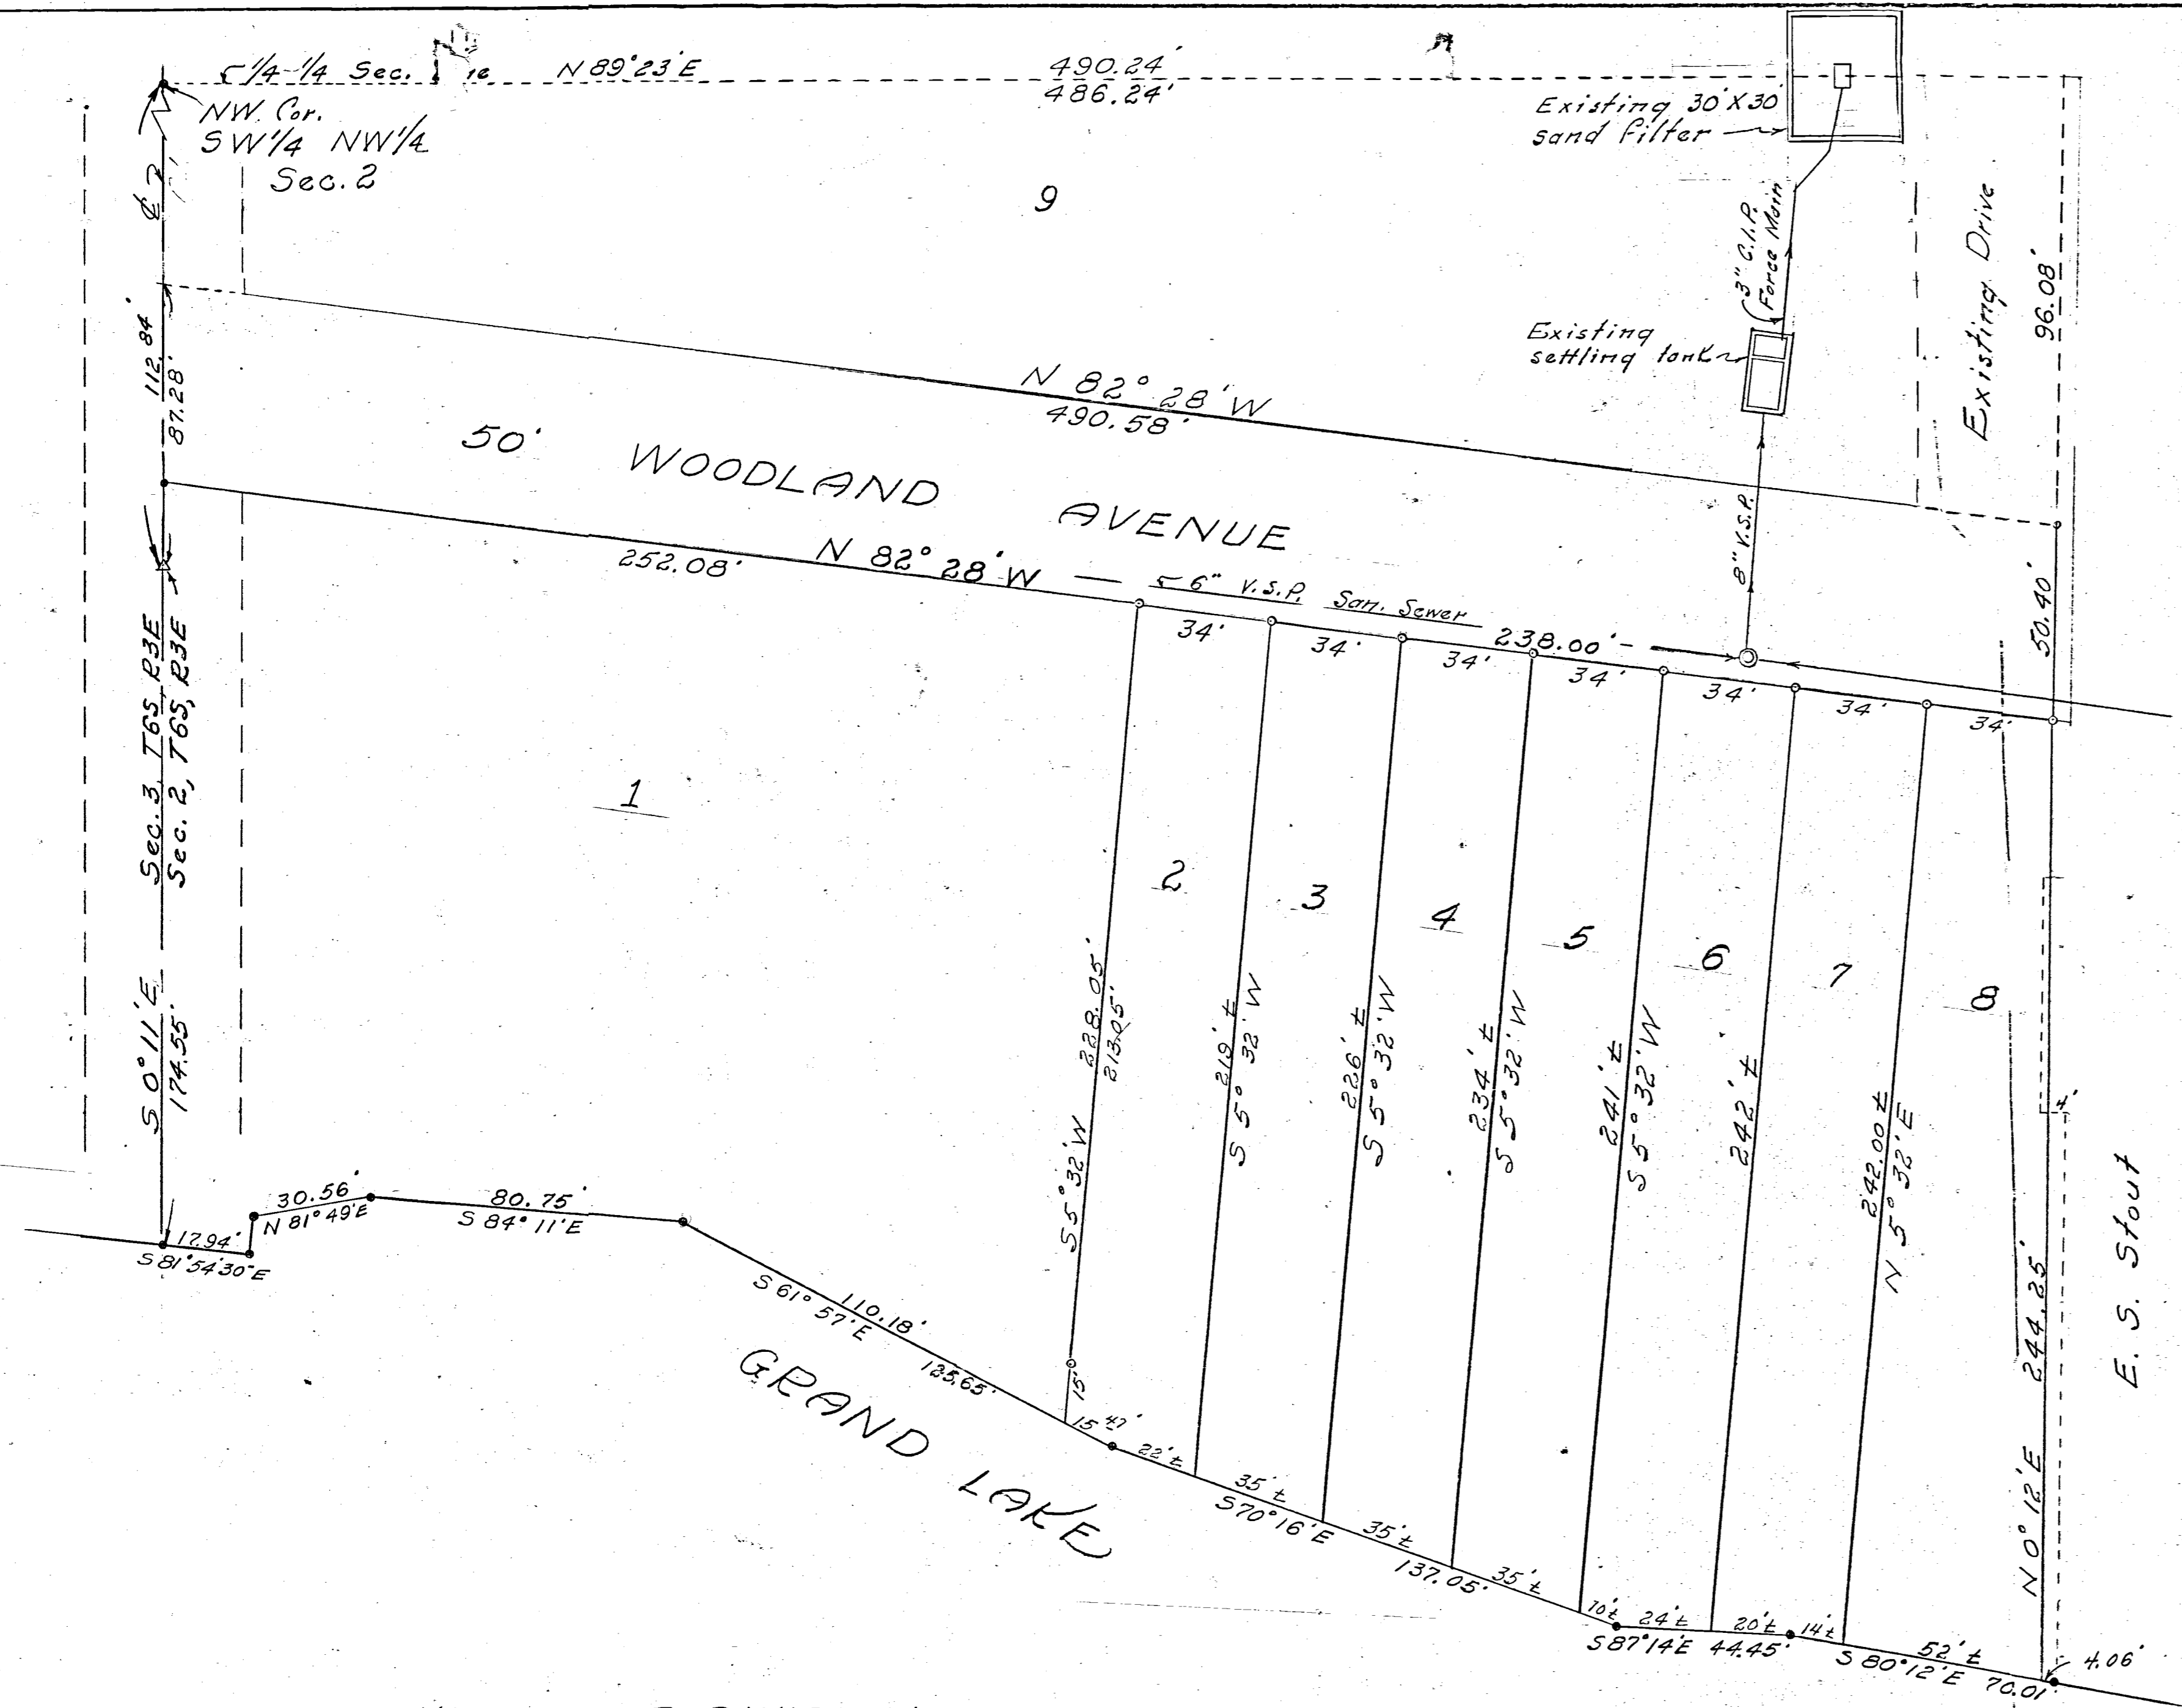 1/4-1/4 Sec.
N 89°23'E
490.24'
486.24'
NW. Cor.
SW 1/4 NW 1/4
Sec. 2
Existing 30' X 30'
sand filter
9
3" C.I.P.
Force Main
Existing Drive
96.08'
Existing
settling tank
112.84'
87.28'
N 82° 28' W
490.58'
50' WOODLAND AVENUE
8" V.S.P.
50.40'
252.08'
N 82° 28' W
6" V.S.P. San. Sewer
238.00'
34'
34'
34'
34'
34'
34'
34'
Sec. 3, T6S, R3E
Sec. 2, T6S, R3E
1
2
3
4
5
6
7
8
S 0° 11' E
174.55'
S 5° 32' W
228.05'
213.05'
15'
219' ±
S 5° 32' W
226' ±
S 5° 32' W
234' ±
S 5° 32' W
241' ±
S 5° 32' W
242' ±
242.00 ±
N 5° 32' E
4'
N 0° 12' E 244.25'
E. S. Stout
30.56'
N 81° 49' E
80.75'
S 84° 11' E
17.94'
S 81° 54' 30" E
110.18'
S 61° 57' E
125.65'
GRAND LAKE
15.47'
22' ±
35' ±
S 70° 16' E
35' ±
137.05'
35' ±
10' ±
24' ±
20' ±
14' ±
S 87° 14' E 44.45'
52' ±
S 80° 12' E 70.01'
4.06'